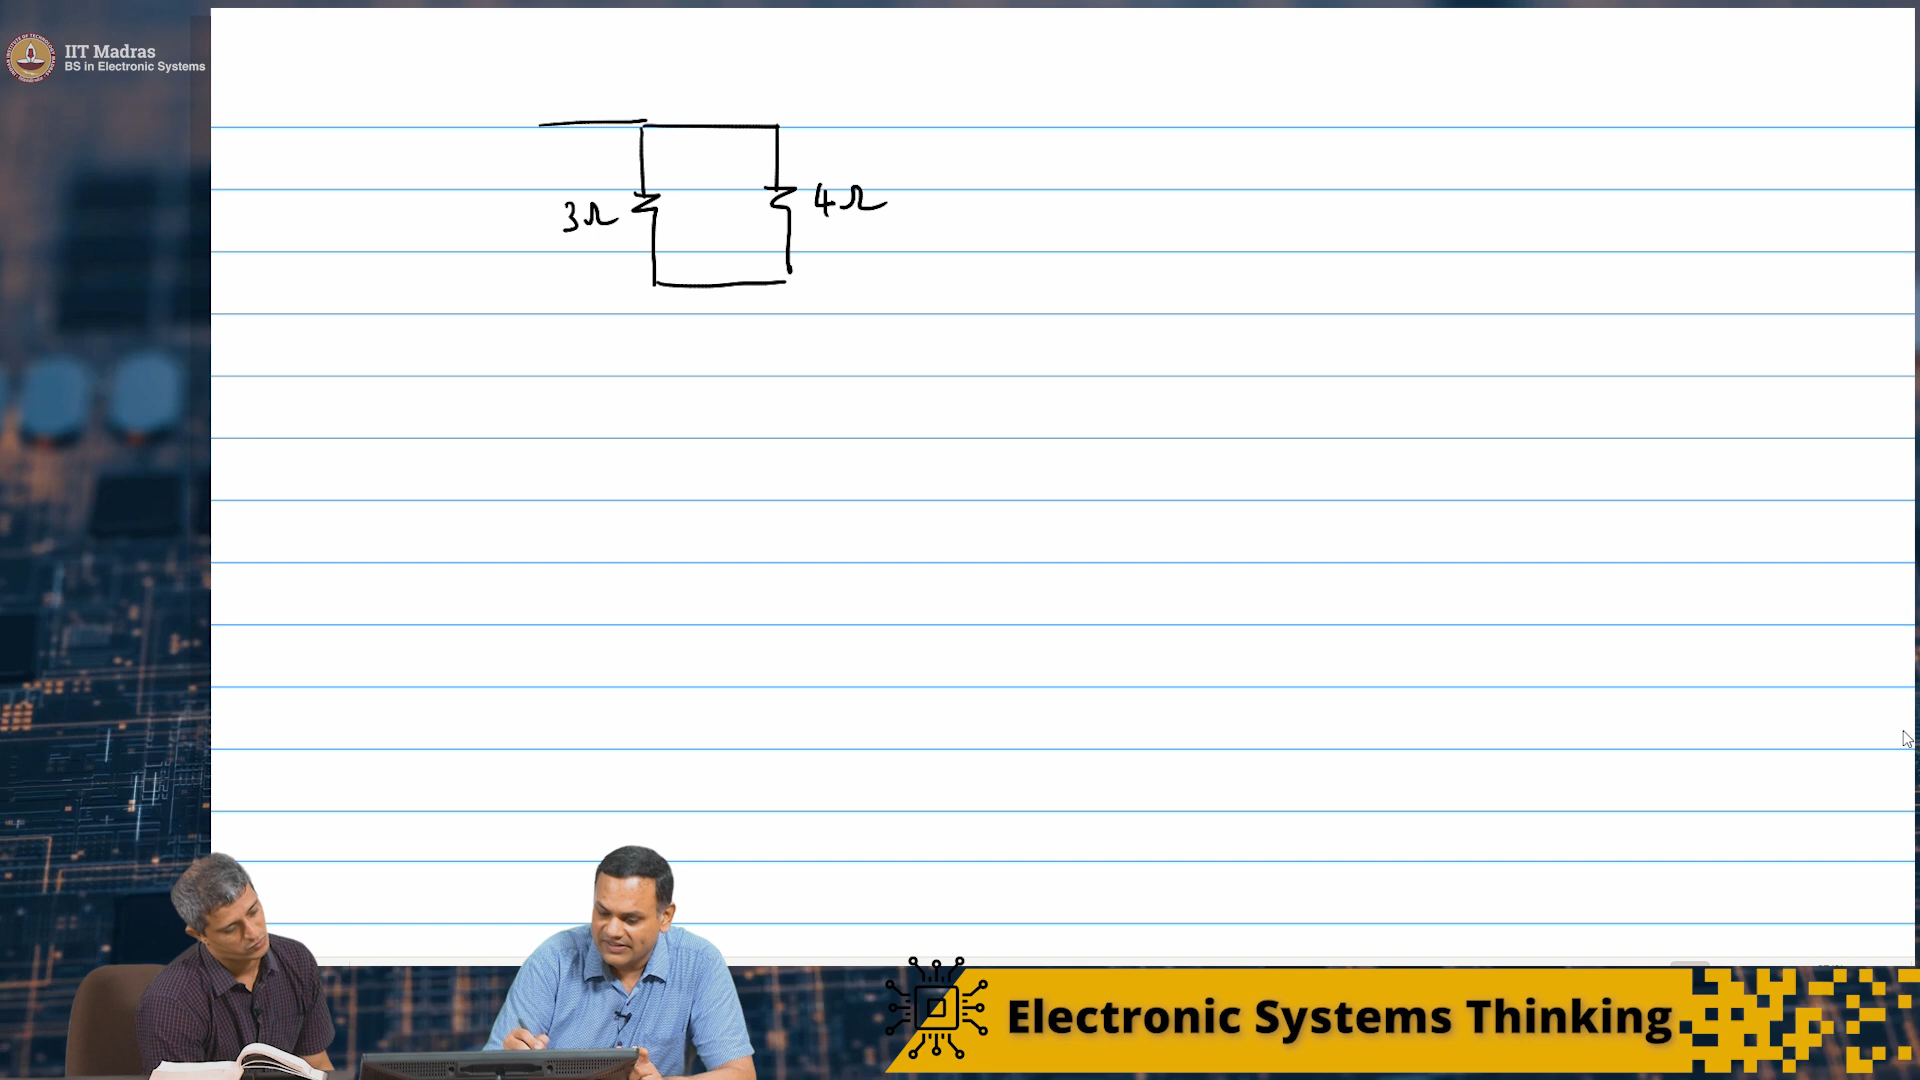 IIT Madras
BS in Electronic Systems
3Ω
4Ω
Electronic Systems Thinking